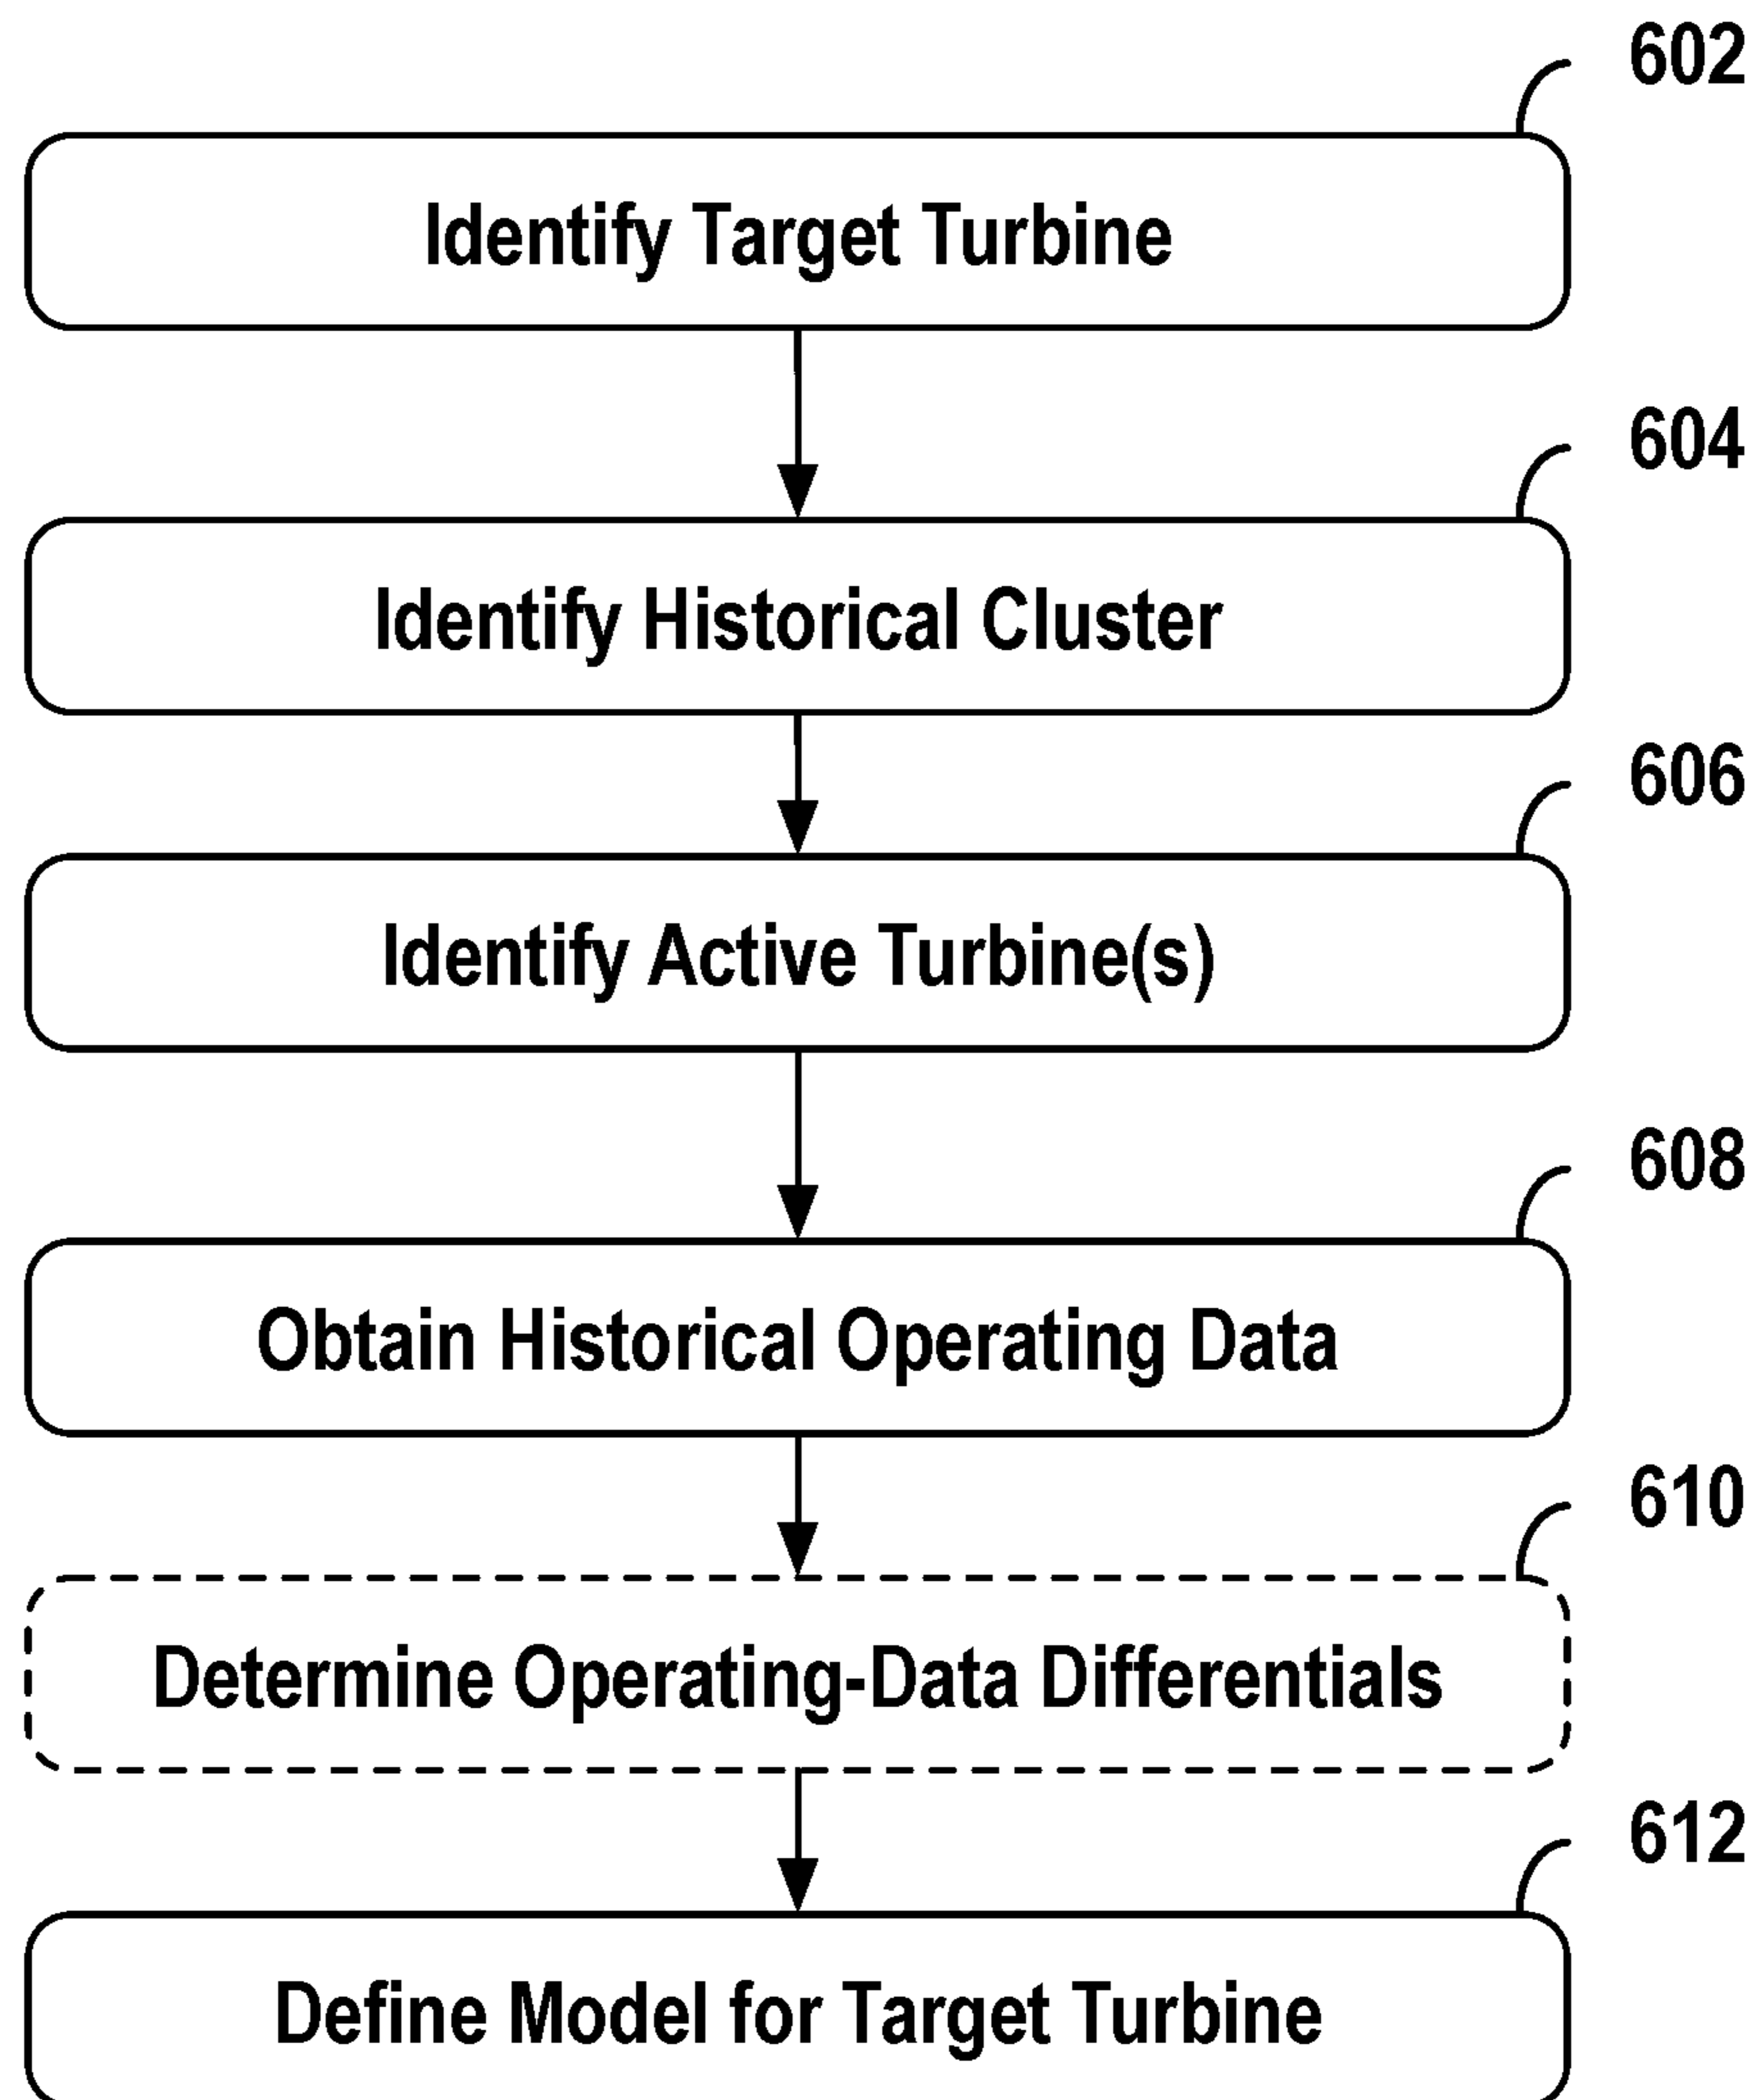 602
Identify Target Turbine
604
Identify Historical Cluster
606
Identify Active Turbine(s)
608
Obtain Historical Operating Data
610
Determine Operating-Data Differentials
612
Define Model for Target Turbine